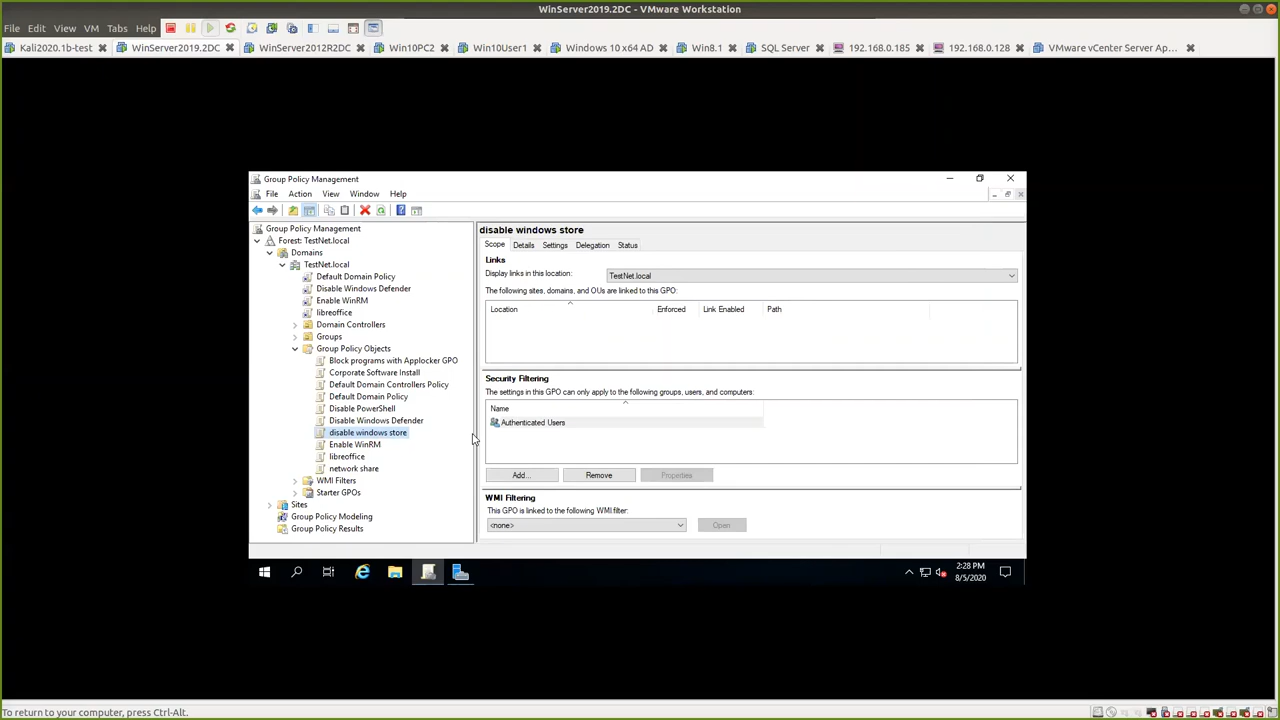 WinServer2019.2DC - VMware Workstation
File Edit View VM Tabs Help
Kali2020.1b-test WinServer2019.2DC WinServer2012R2DC Win10PC2 Win10User1 Windows 10 x64 AD Win8.1 SQL Server 192.168.0.185 192.168.0.128 VMware vCenter Server Ap...
Group Policy Management
File Action View Window Help
Group Policy Management
Forest: TestNet.local
Domains
TestNet.local
Default Domain Policy
Disable Windows Defender
Enable WinRM
libreoffice
Domain Controllers
Groups
Group Policy Objects
Block programs with Applocker GPO
Corporate Software Install
Default Domain Controllers Policy
Default Domain Policy
Disable PowerShell
Disable Windows Defender
disable windows store
Enable WinRM
libreoffice
network share
WMI Filters
Starter GPOs
Sites
Group Policy Modeling
Group Policy Results
disable windows store
Scope Details Settings Delegation Status
Links
Display links in this location: TestNet.local
The following sites, domains, and OUs are linked to this GPO:
Location Enforced Link Enabled Path
Security Filtering
The settings in this GPO can only apply to the following groups, users, and computers:
Name
Authenticated Users
Add... Remove Properties
WMI Filtering
This GPO is linked to the following WMI filter:
<none> Open
2:28 PM
8/5/2020
To return to your computer, press Ctrl-Alt.